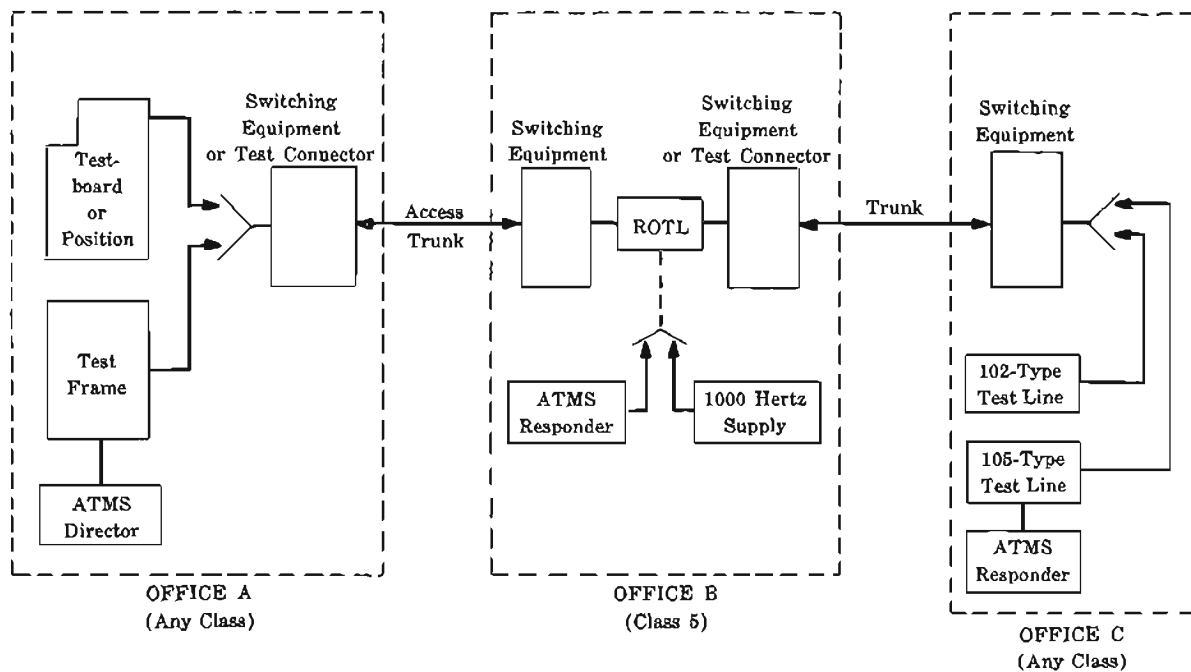 Test-
board
or
Position
Switching
Equipment
or Test Connector
Test
Frame
ATMS
Director
OFFICE A
(Any Class)
Access
Trunk
Switching
Equipment
ROTL
Switching
Equipment
or Test Connector
ATMS
Responder
1000 Hertz
Supply
OFFICE B
(Class 5)
Trunk
Switching
Equipment
102-Type
Test Line
105-Type
Test Line
ATMS
Responder
OFFICE C
(Any Class)